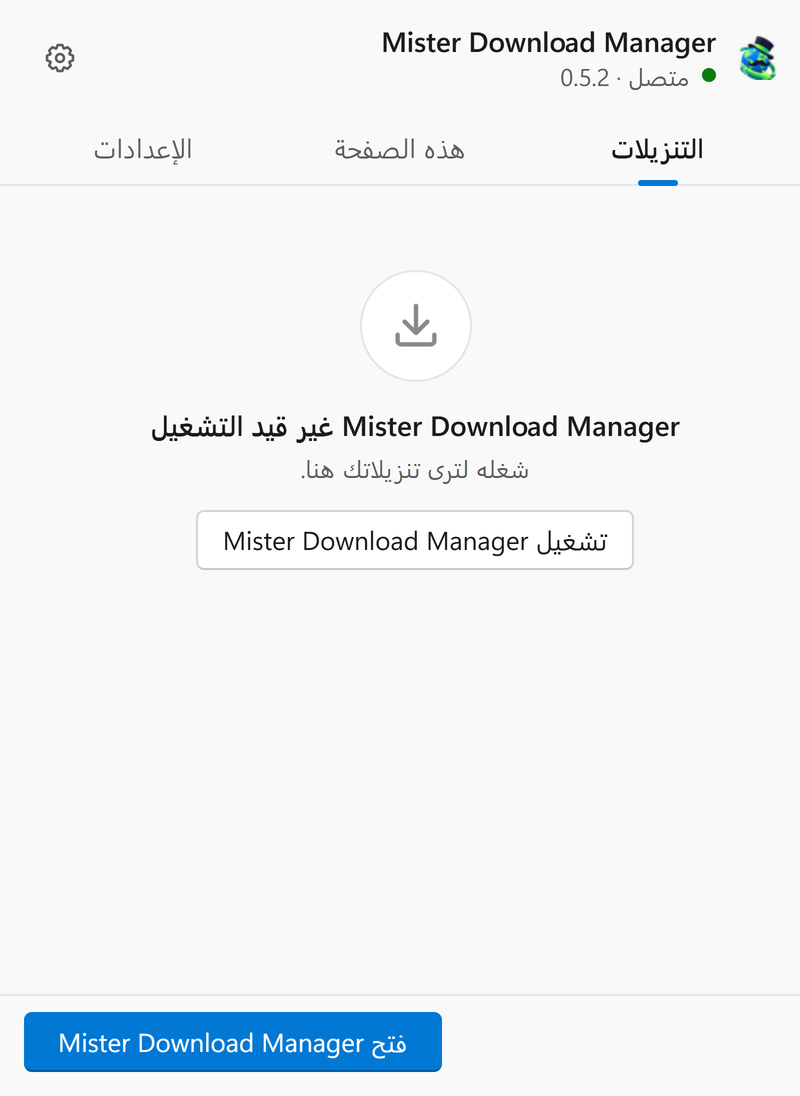 Mister Download Manager
متصل · 0.5.2
التنزيلات
هذه الصفحة
الإعدادات
Mister Download Manager غير قيد التشغيل
شغله لترى تنزيلاتك هنا.
تشغيل Mister Download Manager
فتح Mister Download Manager